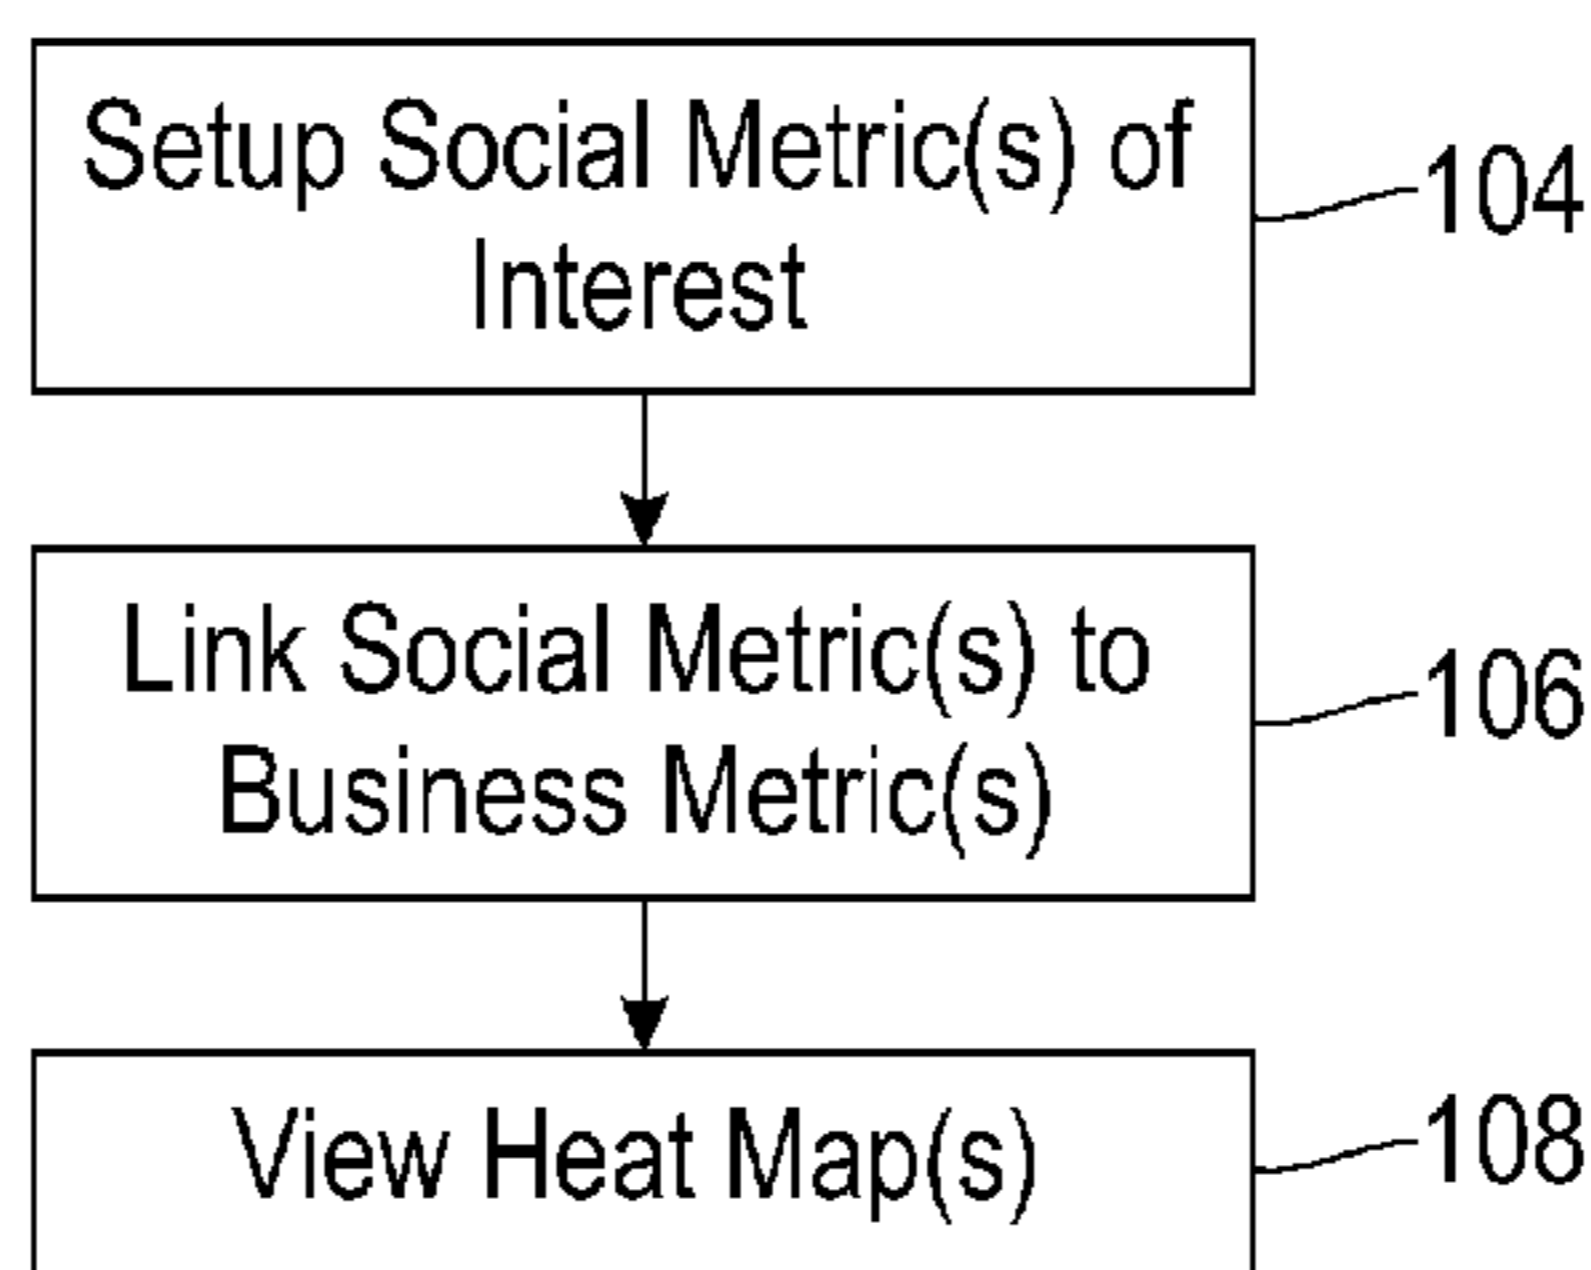 Setup Social Metric(s) of
Interest
104
Link Social Metric(s) to
Business Metric(s)
106
View Heat Map(s)
108